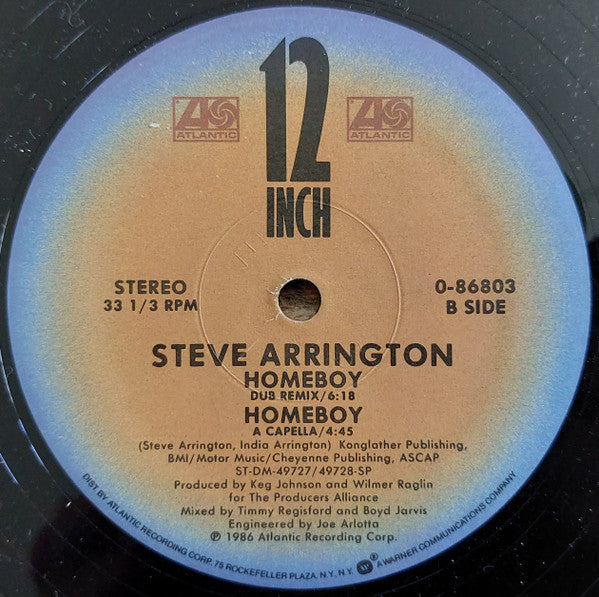 12
INCH
ATLANTIC
ATLANTIC
STEREO
33 1/3 RPM
0-86803
B SIDE
STEVE ARRINGTON
HOMEBOY
DUB REMIX/6:18
HOMEBOY
A CAPELLA/4:45
(Steve Arrington, India Arrington) Konglather Publishing,
BMI/Motor Music/Cheyenne Publishing, ASCAP
ST-DM-49727/49728-SP
Produced by Keg Johnson and Wilmer Raglin
for The Producers Alliance
Mixed by Timmy Regisford and Boyd Jarvis
Engineered by Joe Arlotta
℗ 1986 Atlantic Recording Corp.
DIST BY ATLANTIC RECORDING CORP. 75 ROCKEFELLER PLAZA, N.Y., N.Y. ® A WARNER COMMUNICATIONS COMPANY